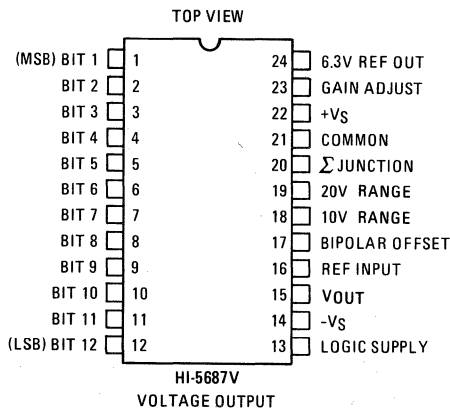 TOP VIEW
(MSB) BIT 1 1 24 6.3V REF OUT
BIT 2 2 23 GAIN ADJUST
BIT 3 3 22 +VS
BIT 4 4 21 COMMON
BIT 5 5 20 Σ JUNCTION
BIT 6 6 19 20V RANGE
BIT 7 7 18 10V RANGE
BIT 8 8 17 BIPOLAR OFFSET
BIT 9 9 16 REF INPUT
BIT 10 10 15 VOUT
BIT 11 11 14 -VS
(LSB) BIT 12 12 13 LOGIC SUPPLY
HI-5687V
VOLTAGE OUTPUT